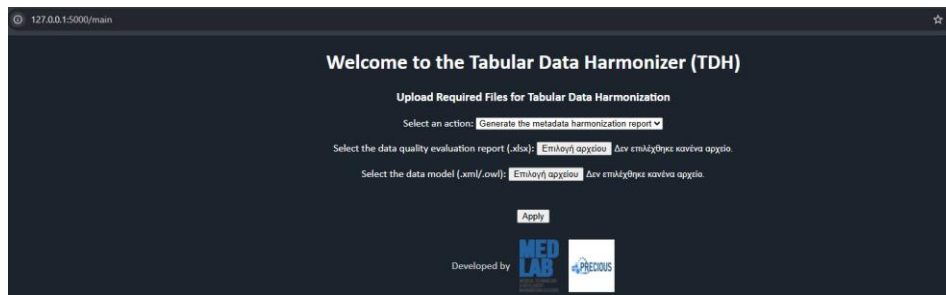 127.0.0.1:5000/main
Welcome to the Tabular Data Harmonizer (TDH)
Upload Required Files for Tabular Data Harmonization
Select an action: Generate the metadata harmonization report
Select the data quality evaluation report (.xlsx): Επιλογή αρχείου Δεν επιλέχθηκε κανένα αρχείο.
Select the data model (.xml/.owl): Επιλογή αρχείου Δεν επιλέχθηκε κανένα αρχείο.
Apply
Developed by MED LAB PRECIOUS